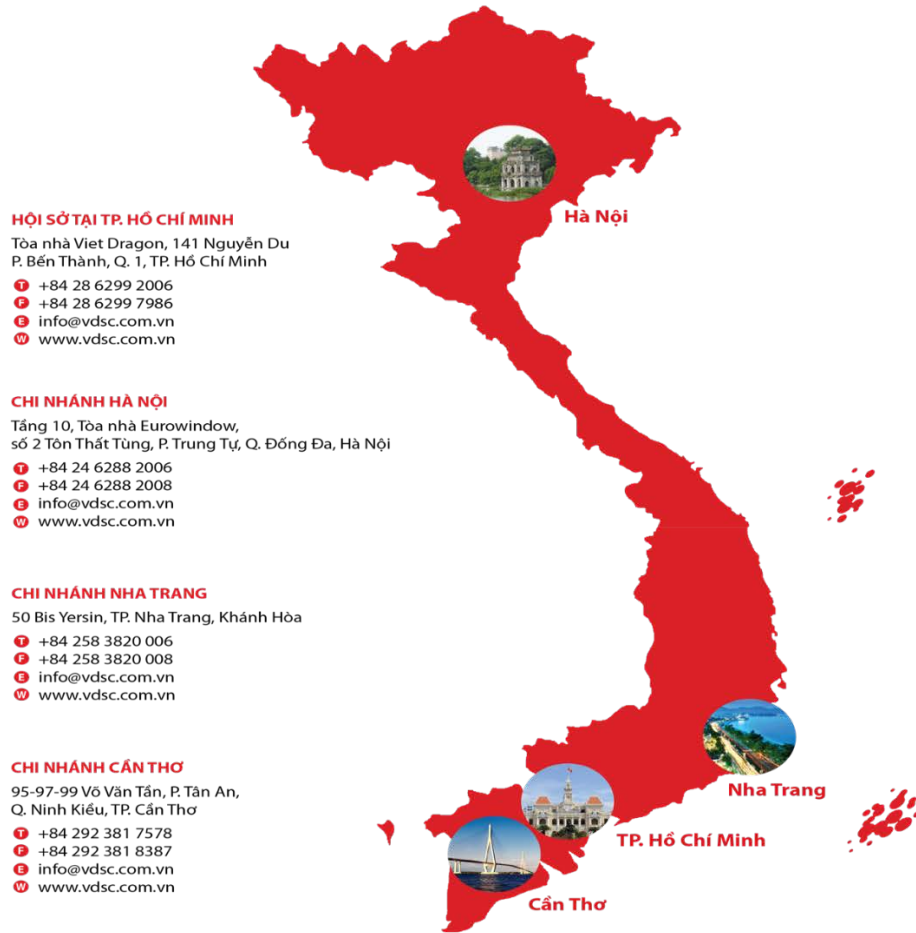 HỘI SỞ TẠI TP. HỒ CHÍ MINH
Tòa nhà Viet Dragon, 141 Nguyễn Du
P. Bến Thành, Q. 1, TP. Hồ Chí Minh
T +84 28 6299 2006
F +84 28 6299 7986
E info@vdsc.com.vn
W www.vdsc.com.vn
CHI NHÁNH HÀ NỘI
Tầng 10, Tòa nhà Eurowindow,
số 2 Tôn Thất Tùng, P. Trung Tự, Q. Đống Đa, Hà Nội
T +84 24 6288 2006
F +84 24 6288 2008
E info@vdsc.com.vn
W www.vdsc.com.vn
CHI NHÁNH NHA TRANG
50 Bis Yersin, TP. Nha Trang, Khánh Hòa
T +84 258 3820 006
F +84 258 3820 008
E info@vdsc.com.vn
W www.vdsc.com.vn
CHI NHÁNH CẦN THƠ
95-97-99 Võ Văn Tần, P. Tân An,
Q. Ninh Kiều, TP. Cần Thơ
T +84 292 381 7578
F +84 292 381 8387
E info@vdsc.com.vn
W www.vdsc.com.vn
Hà Nội
Nha Trang
TP. Hồ Chí Minh
Cần Thơ